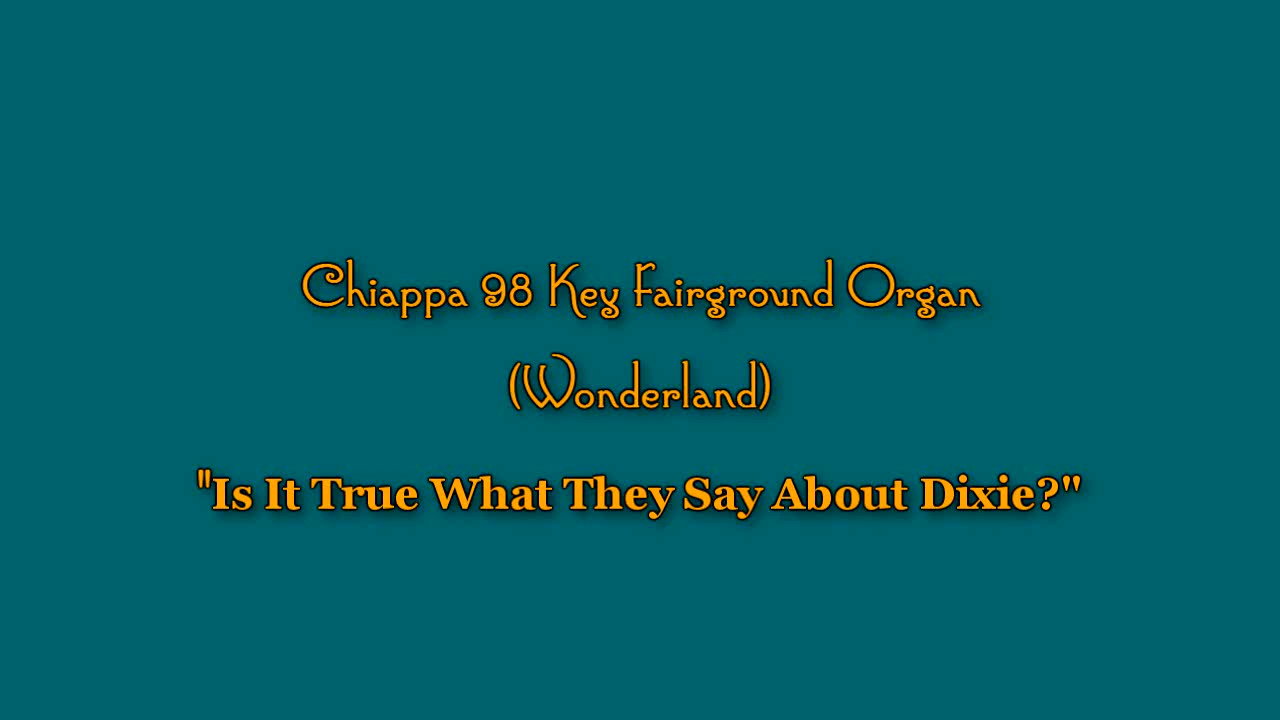 Chiappa 98 Key Fairground Organ
(Wonderland)
"Is It True What They Say About Dixie?"